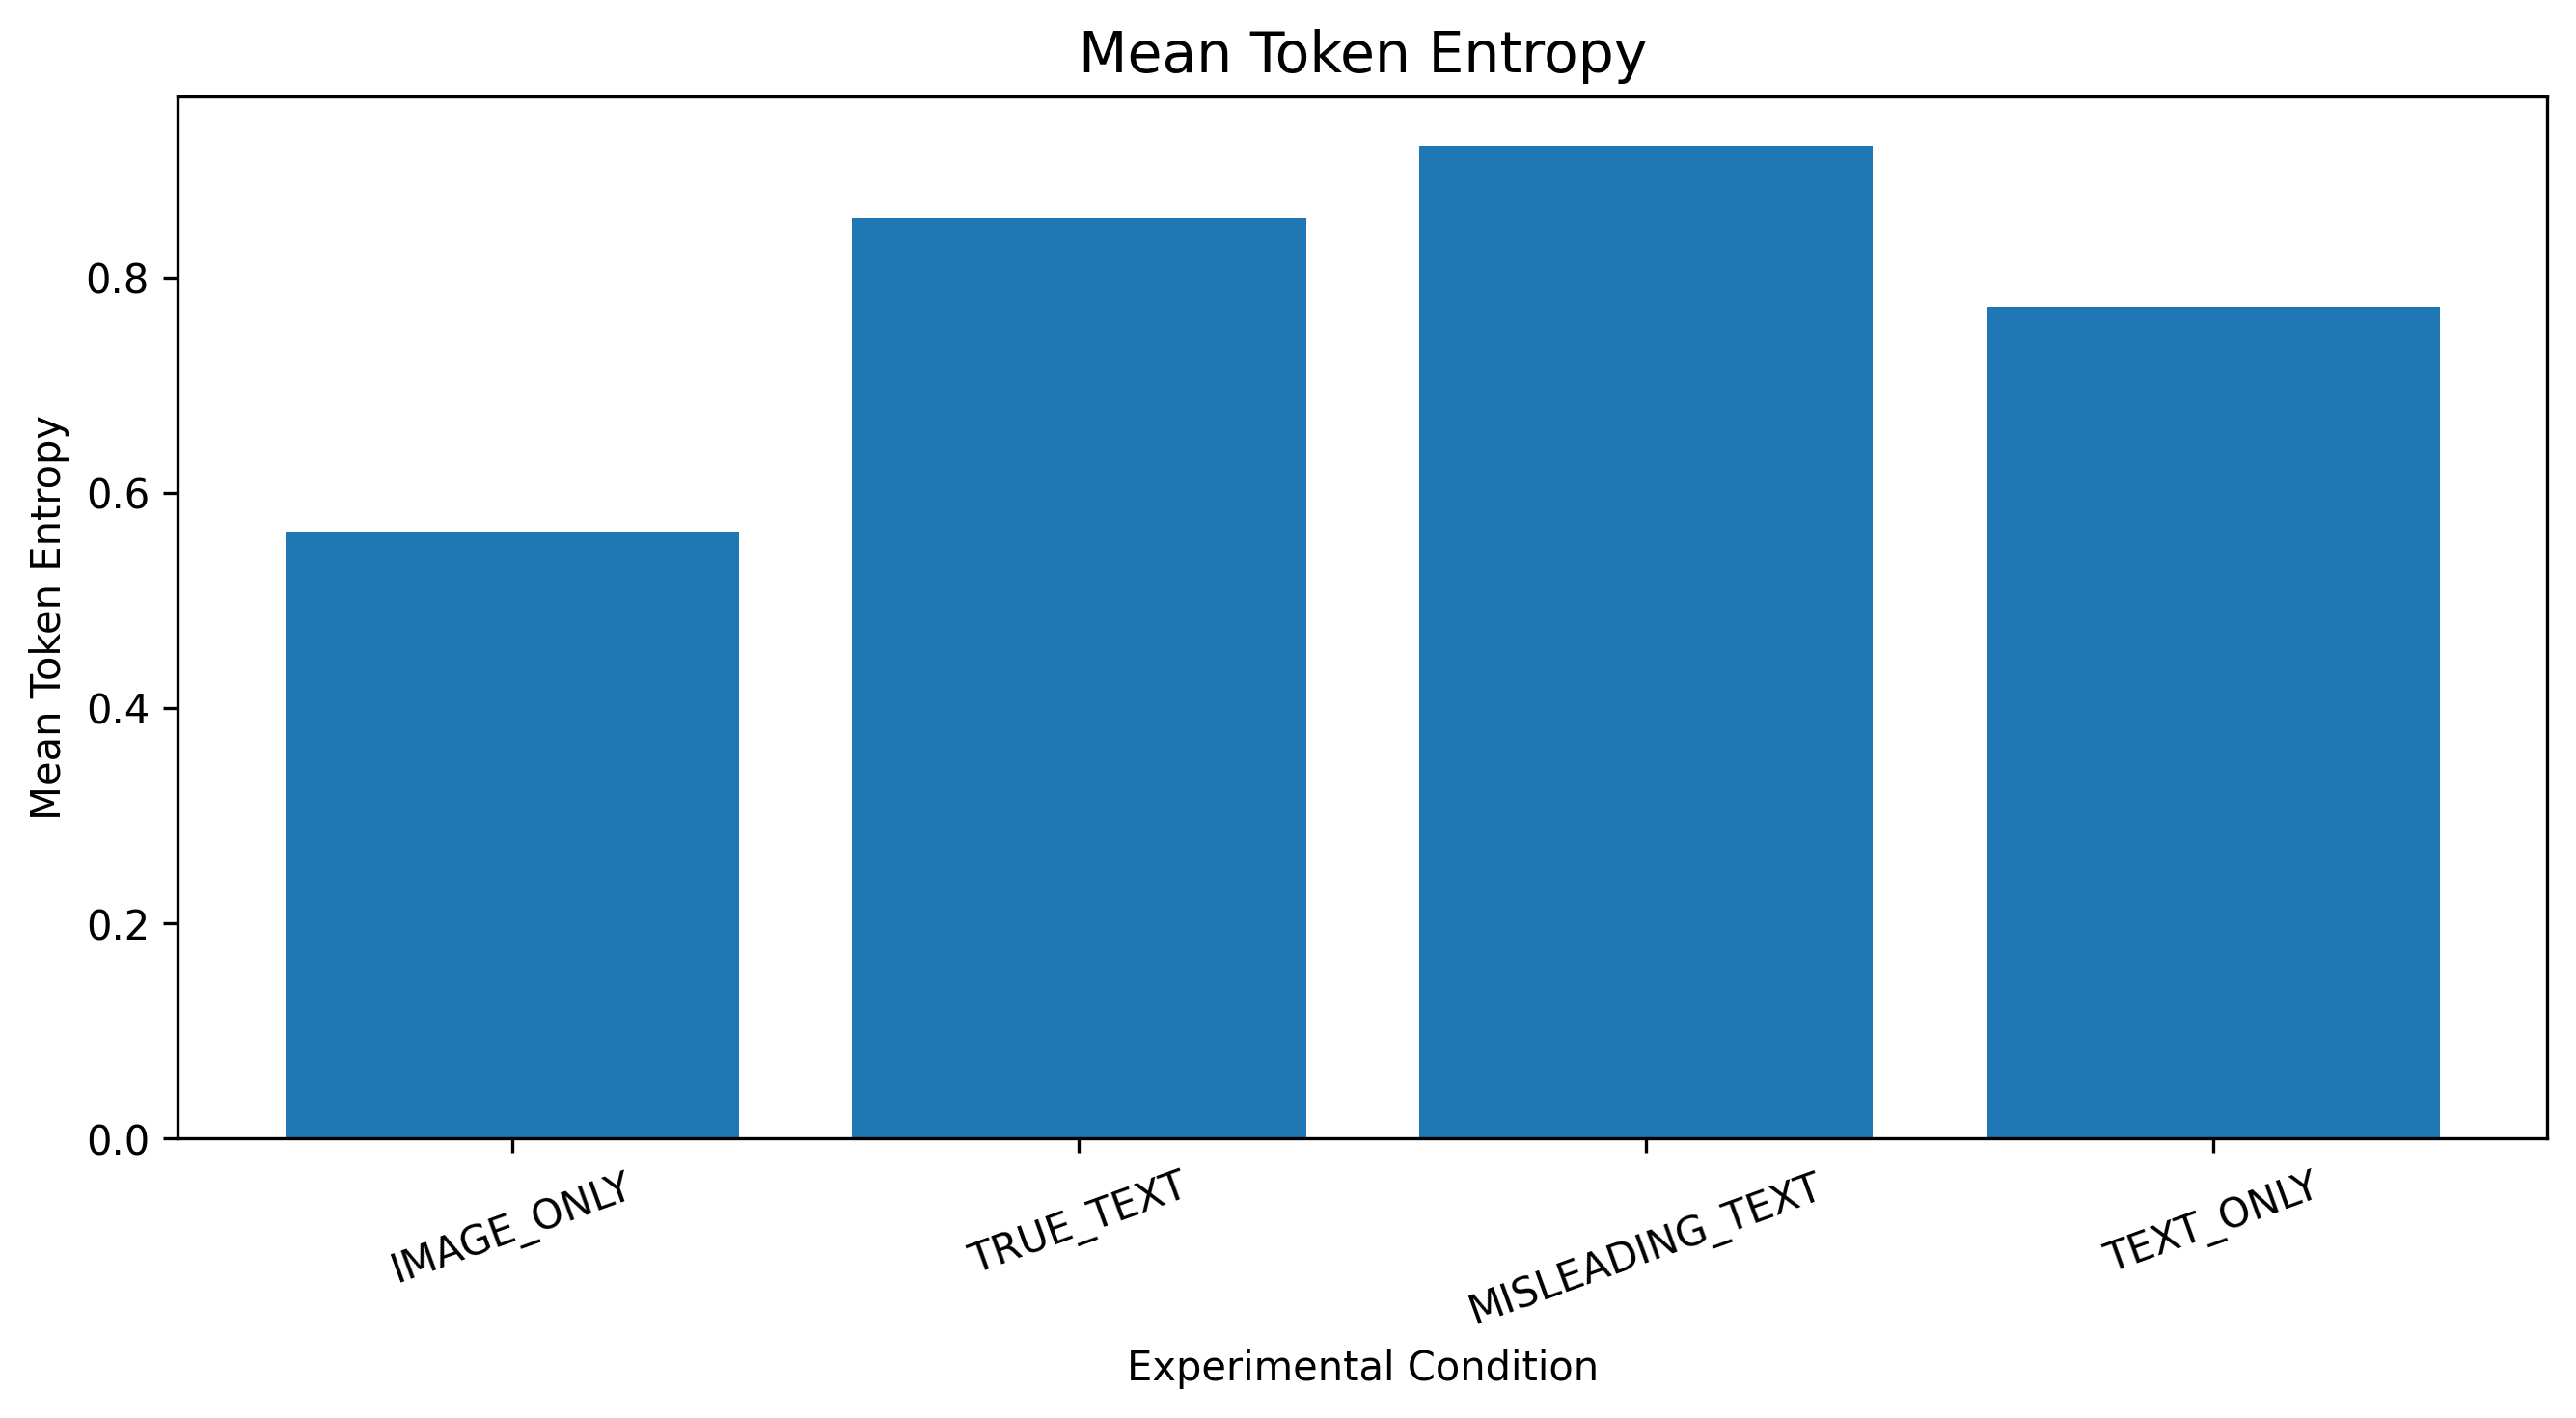 Mean Token Entropy
Mean Token Entropy
0.8
0.6
0.4
0.2
0.0
IMAGE_ONLY
TRUE_TEXT
MISLEADING_TEXT
TEXT_ONLY
Experimental Condition